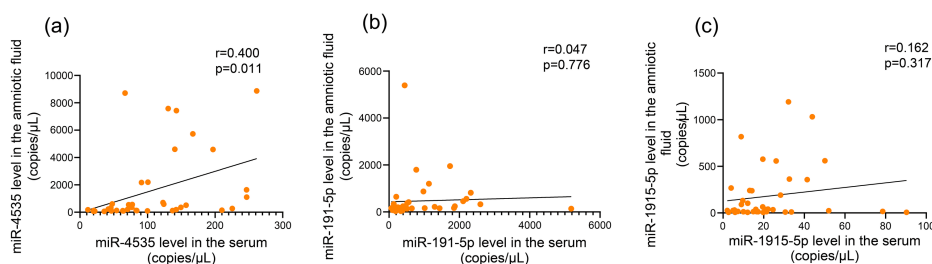 (a)
r=0.400
p=0.011
miR-4535 level in the amniotic fluid
(copies/μL)
10000
8000
6000
4000
2000
0
0
100
200
300
miR-4535 level in the serum
(copies/μL)
(b)
r=0.047
p=0.776
miR-191-5p level in the amniotic fluid
(copies/μL)
6000
4000
2000
0
0
2000
4000
6000
miR-191-5p level in the serum
(copies/μL)
(c)
r=0.162
p=0.317
miR-1915-5p level in the amniotic
fluid
(copies/μL)
1500
1000
500
0
0
20
40
60
80
100
miR-1915-5p level in the serum
(copies/μL)